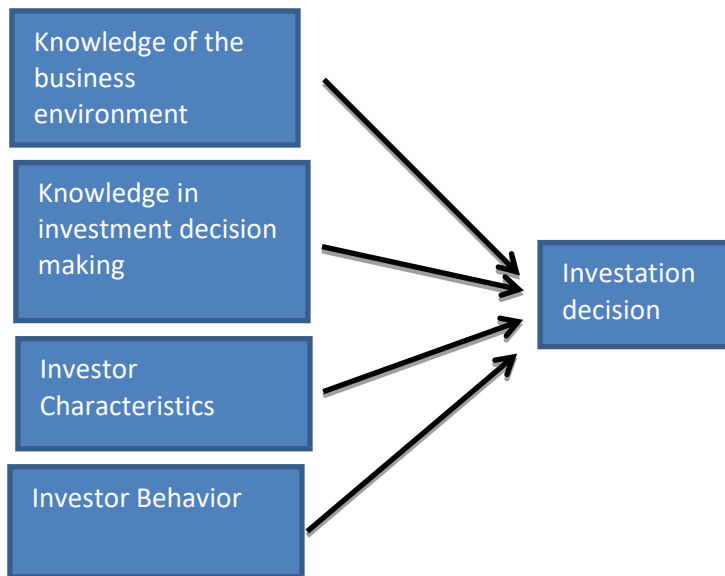 Knowledge of the
business
environment
Knowledge in
investment decision
making
Investor
Characteristics
Investor Behavior
Investation
decision